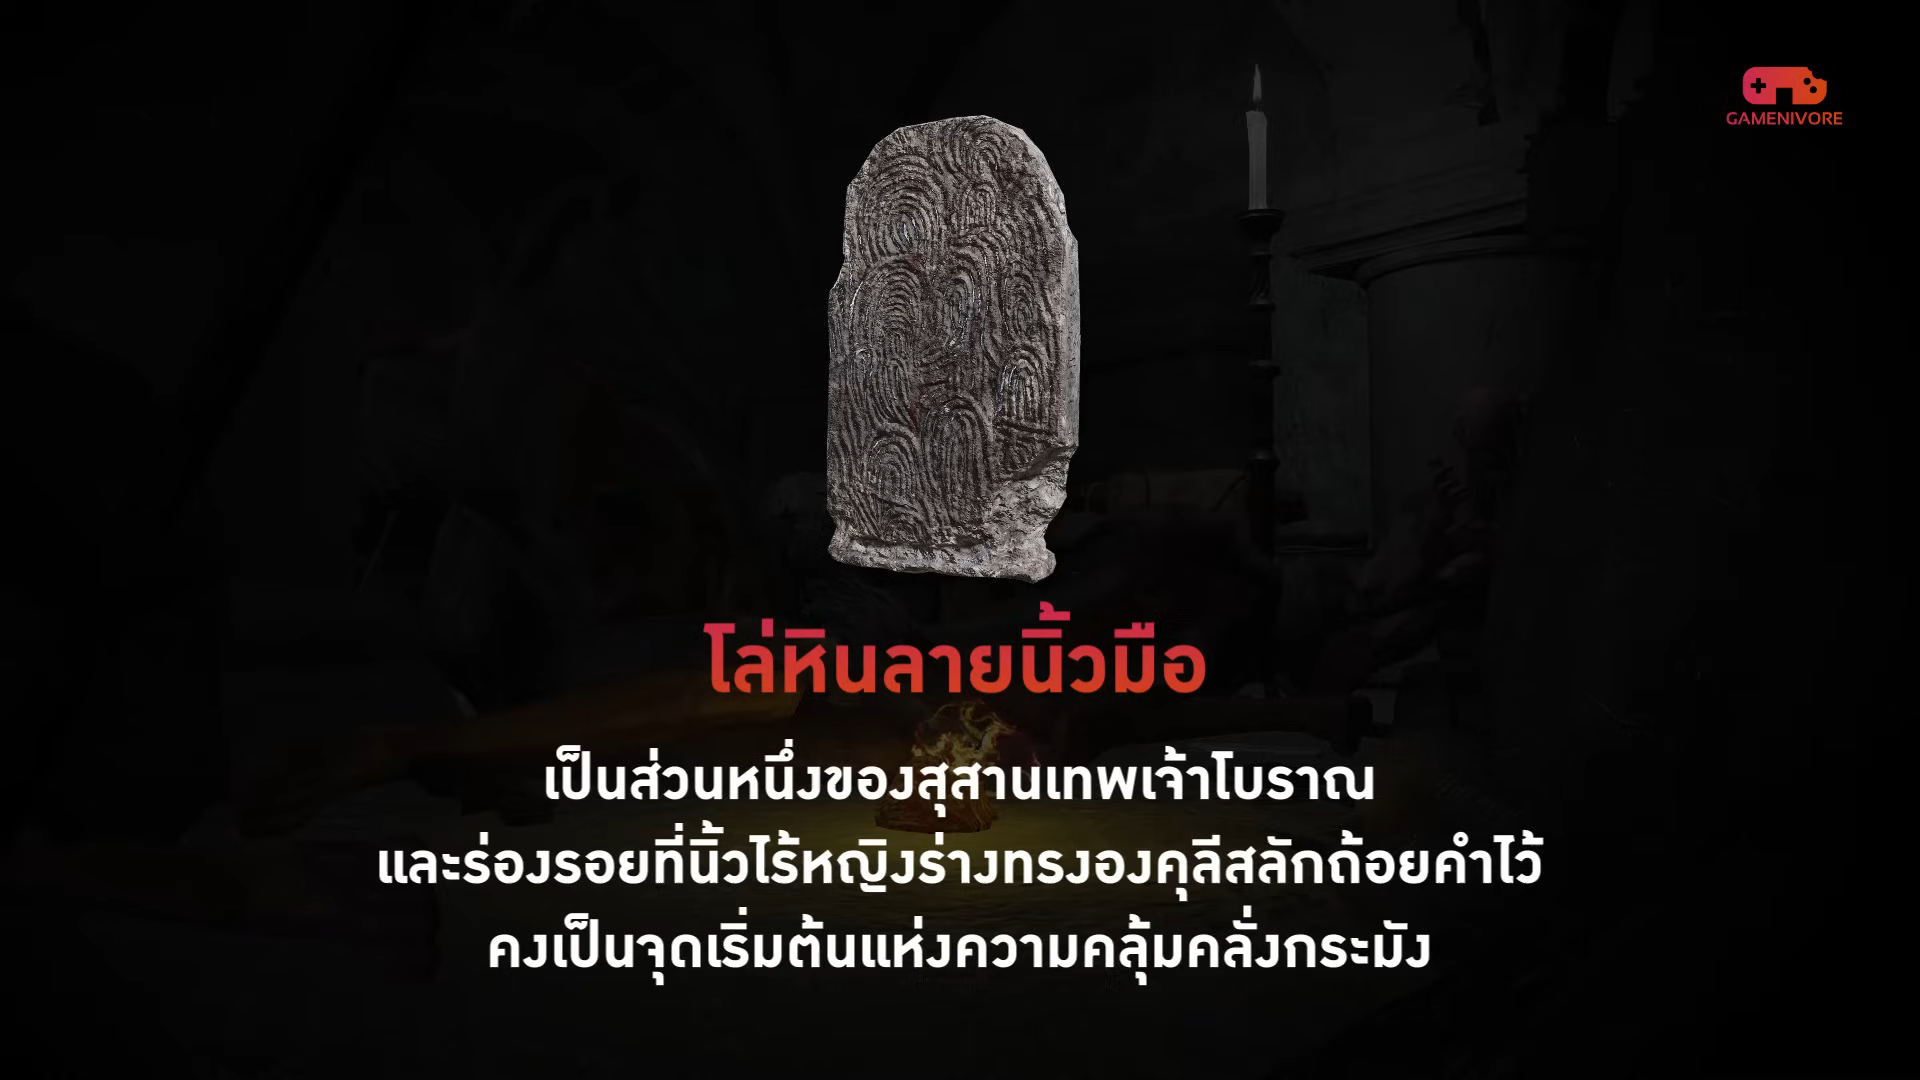 GAMENIVORE
โล่หินลายนิ้วมือ
เป็นส่วนหนึ่งของสุสานเทพเจ้าโบราณ
และร่องรอยที่นิ้วไร้หญิงร่างทรงองคุลีสลักถ้อยคำไว้
คงเป็นจุดเริ่มต้นแห่งความคลุ้มคลั่งกระมัง